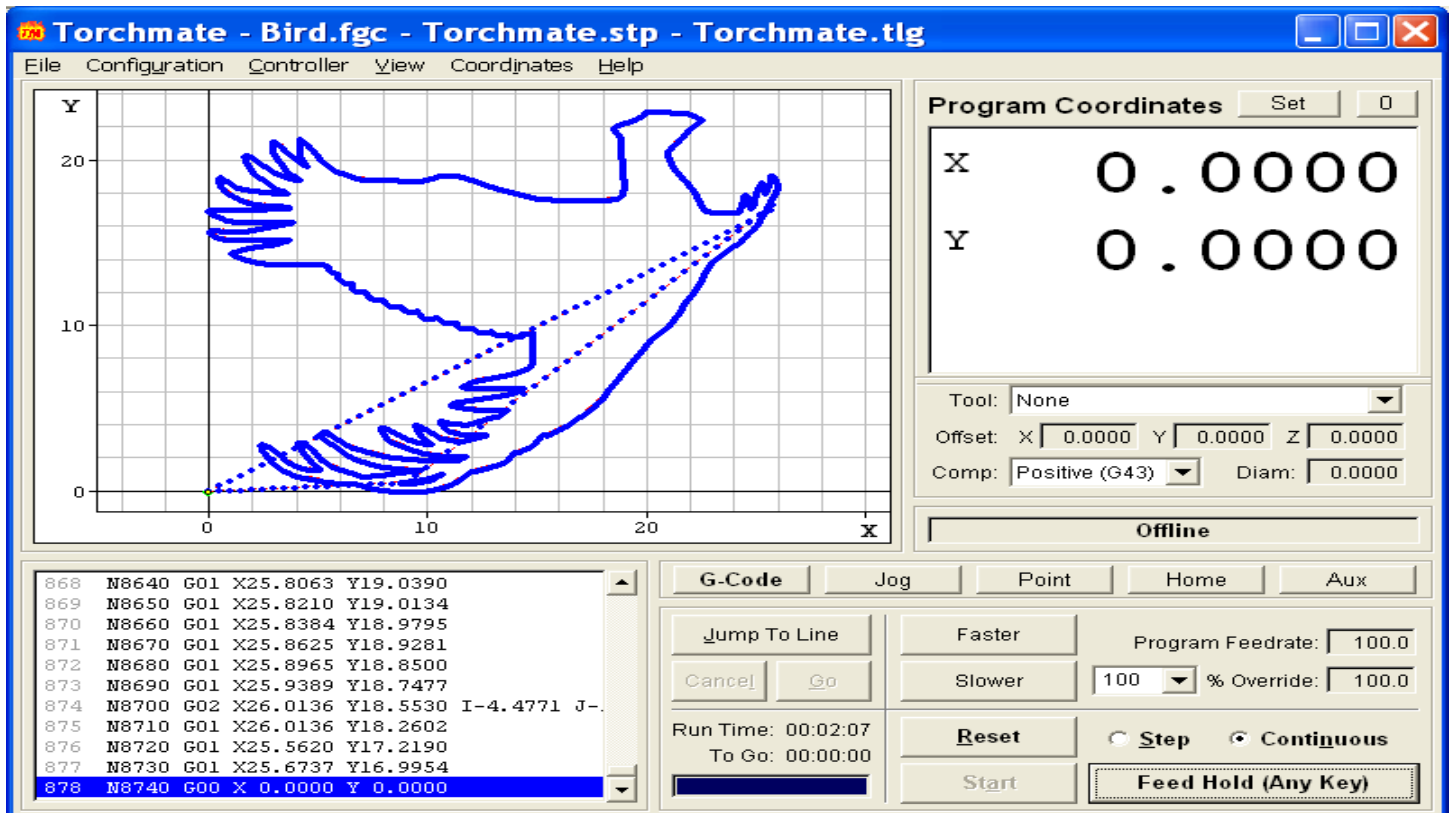 Torchmate - Bird.fgc - Torchmate.stp - Torchmate.tlg
File Configuration Controller View Coordinates Help
Y
20
10
0
0 10 20 X
Program Coordinates Set 0
X 0.0000
Y 0.0000
Tool: None
Offset: X 0.0000 Y 0.0000 Z 0.0000
Comp: Positive (G43) Diam: 0.0000
Offline
868 N8640 G01 X25.8063 Y19.0390
869 N8650 G01 X25.8210 Y19.0134
870 N8660 G01 X25.8384 Y18.9795
871 N8670 G01 X25.8625 Y18.9281
872 N8680 G01 X25.8965 Y18.8500
873 N8690 G01 X25.9389 Y18.7477
874 N8700 G02 X26.0136 Y18.5530 I-4.4771 J-.
875 N8710 G01 X26.0136 Y18.2602
876 N8720 G01 X25.5620 Y17.2190
877 N8730 G01 X25.6737 Y16.9954
878 N8740 G00 X 0.0000 Y 0.0000
G-Code Jog Point Home Aux
Jump To Line
Cancel Go
Faster
Slower
Program Feedrate: 100.0
100 % Override: 100.0
Run Time: 00:02:07
To Go: 00:00:00
Reset
Start
Step Continuous
Feed Hold (Any Key)